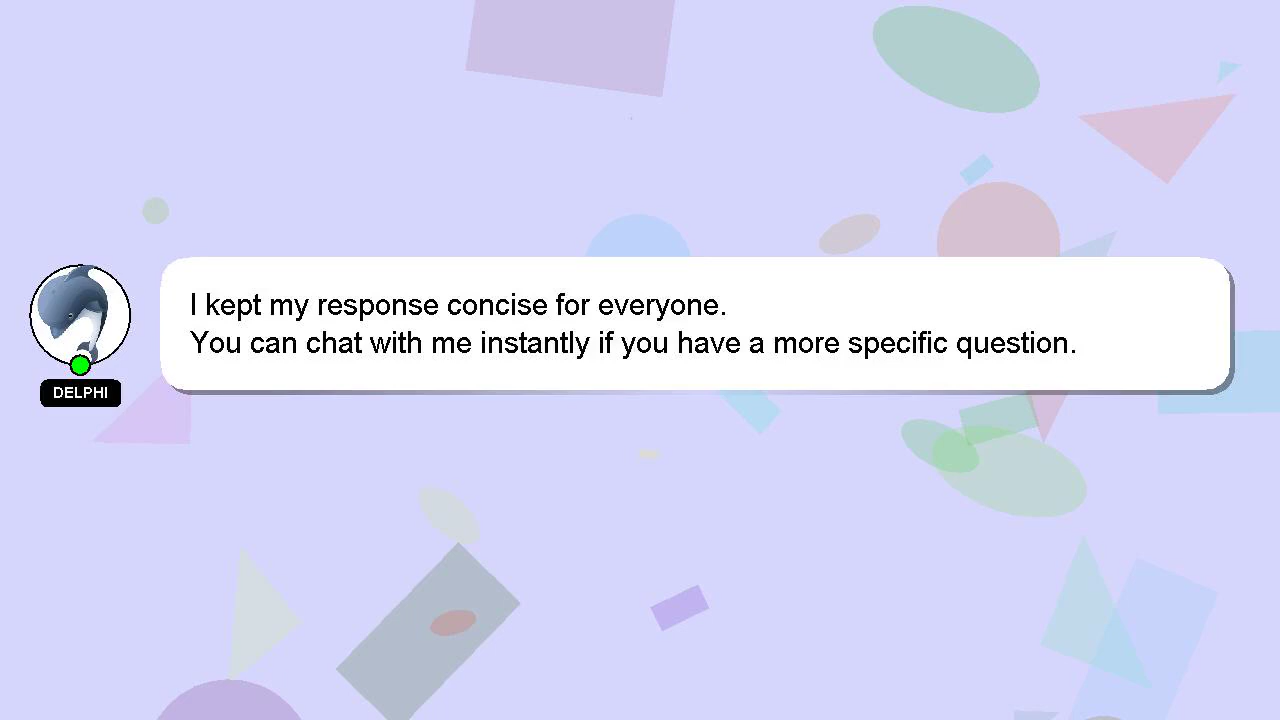 I kept my response concise for everyone.
You can chat with me instantly if you have a more specific question.
DELPHI